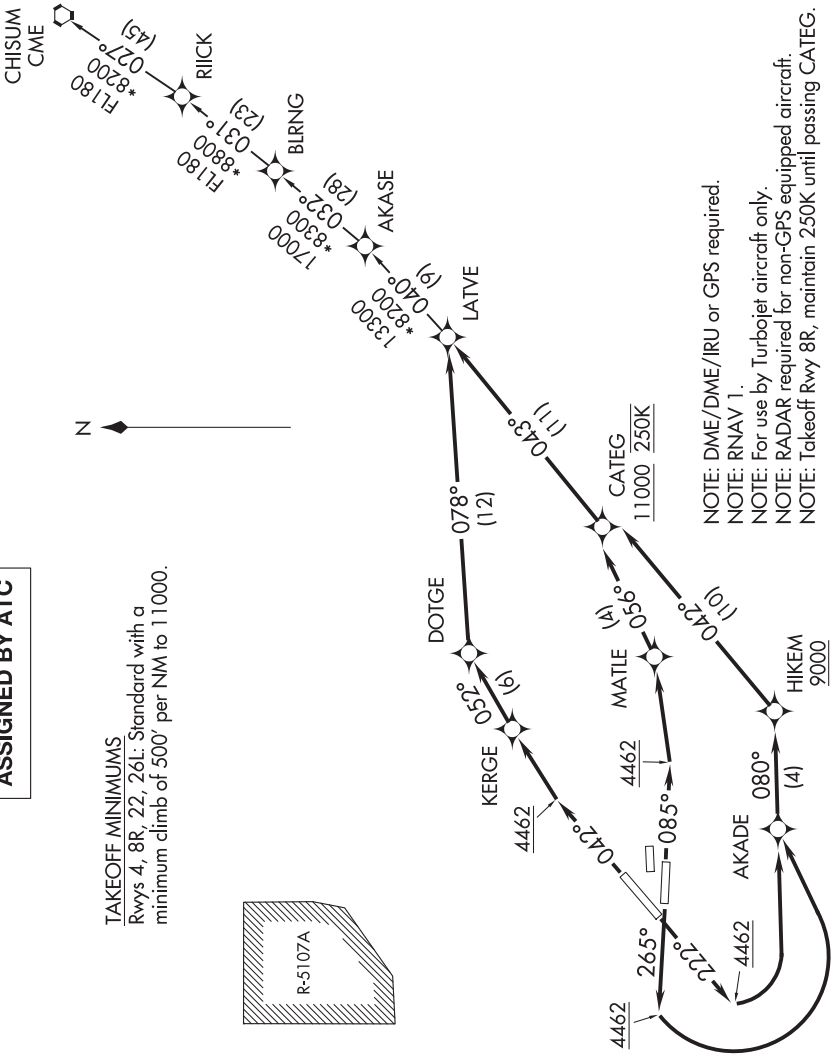 ASSIGNED BY ATC
TAKEOFF MINIMUMS
Rwys 4, 8R, 22, 26L: Standard with a
minimum climb of 500' per NM to 11000.
R-5107A
N
CHISUM
CME
FL180
*8200
027°
(45)
RIICK
FL180
*8800
031°
(23)
BLRNG
17000
*8300
032°
(28)
AKASE
13300
*8200
040°
(9)
LATVE
078°
(12)
DOTGE
052°
(6)
KERGE
4462
042°
043°
(11)
CATEG
11000 250K
056°
(4)
MATLE
4462
085°
042°
(10)
HIKEM
9000
080°
(4)
AKADE
265°
4462
222°
4462
NOTE: DME/DME/IRU or GPS required.
NOTE: RNAV 1.
NOTE: For use by Turbojet aircraft only.
NOTE: RADAR required for non-GPS equipped aircraft.
NOTE: Takeoff Rwy 8R, maintain 250K until passing CATEG.